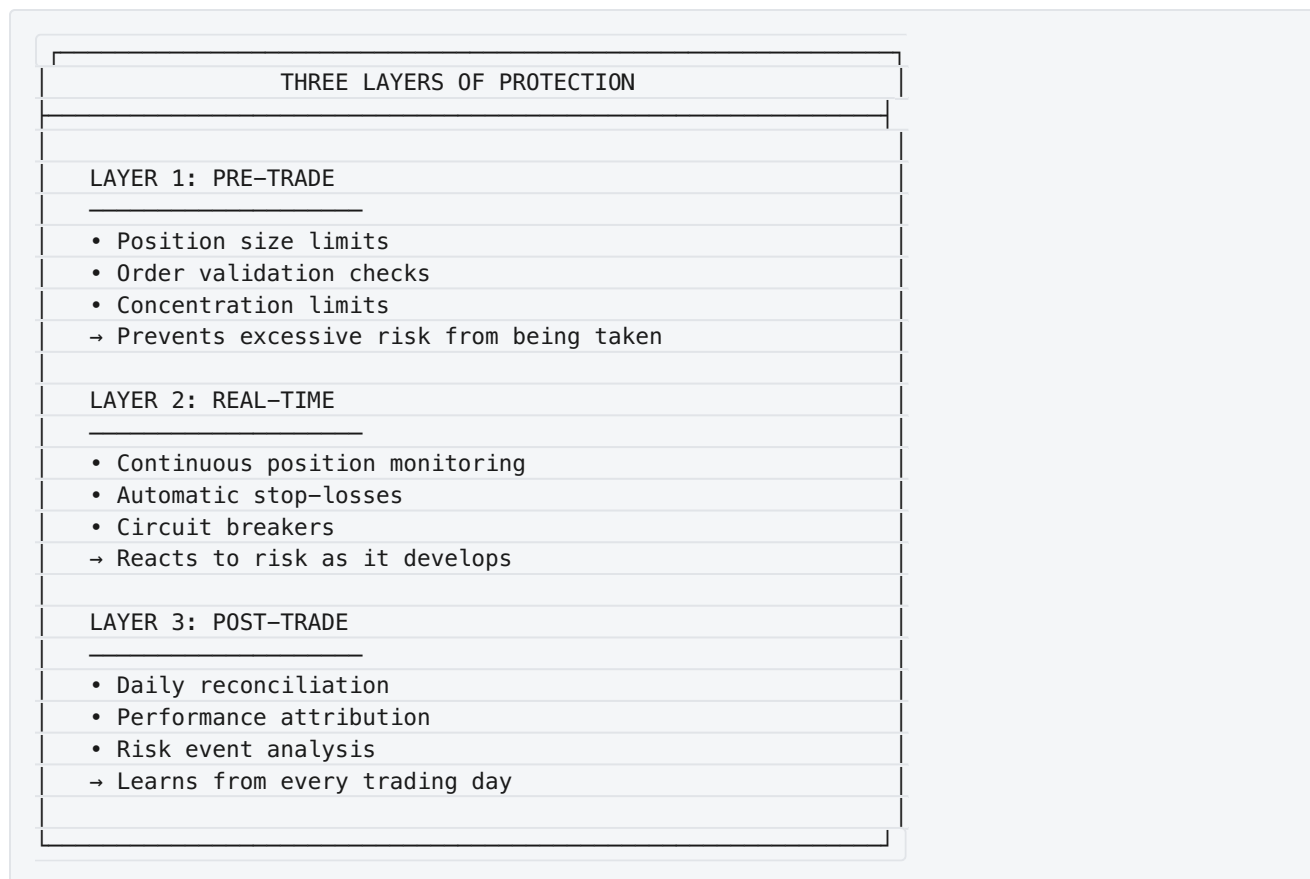 THREE LAYERS OF PROTECTION
LAYER 1: PRE-TRADE
• Position size limits
• Order validation checks
• Concentration limits
→ Prevents excessive risk from being taken
LAYER 2: REAL-TIME
• Continuous position monitoring
• Automatic stop-losses
• Circuit breakers
→ Reacts to risk as it develops
LAYER 3: POST-TRADE
• Daily reconciliation
• Performance attribution
• Risk event analysis
→ Learns from every trading day